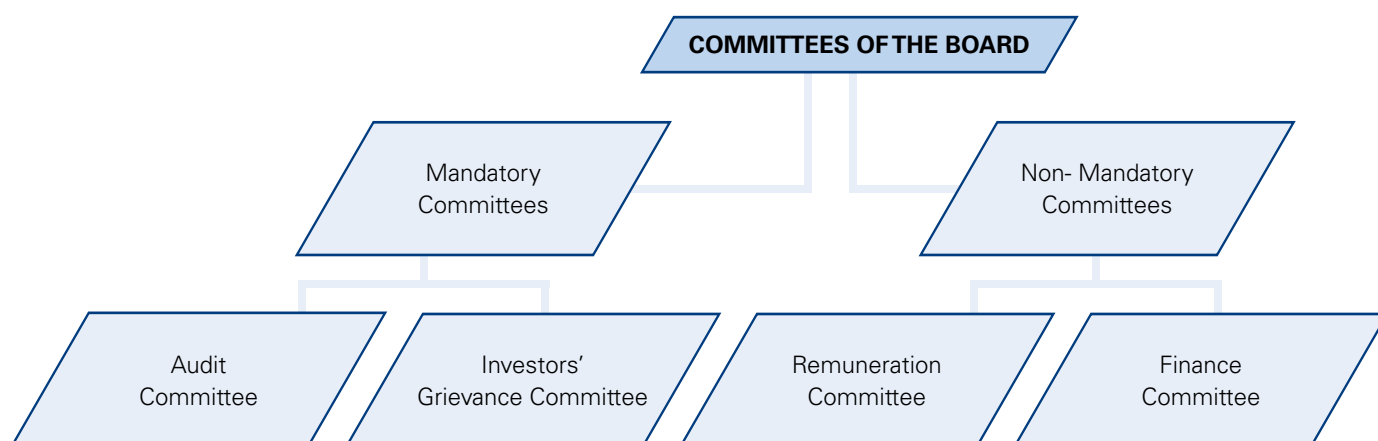 COMMITTEES OF THE BOARD
Mandatory
Committees
Non- Mandatory
Committees
Audit
Committee
Investors’
Grievance Committee
Remuneration
Committee
Finance
Committee